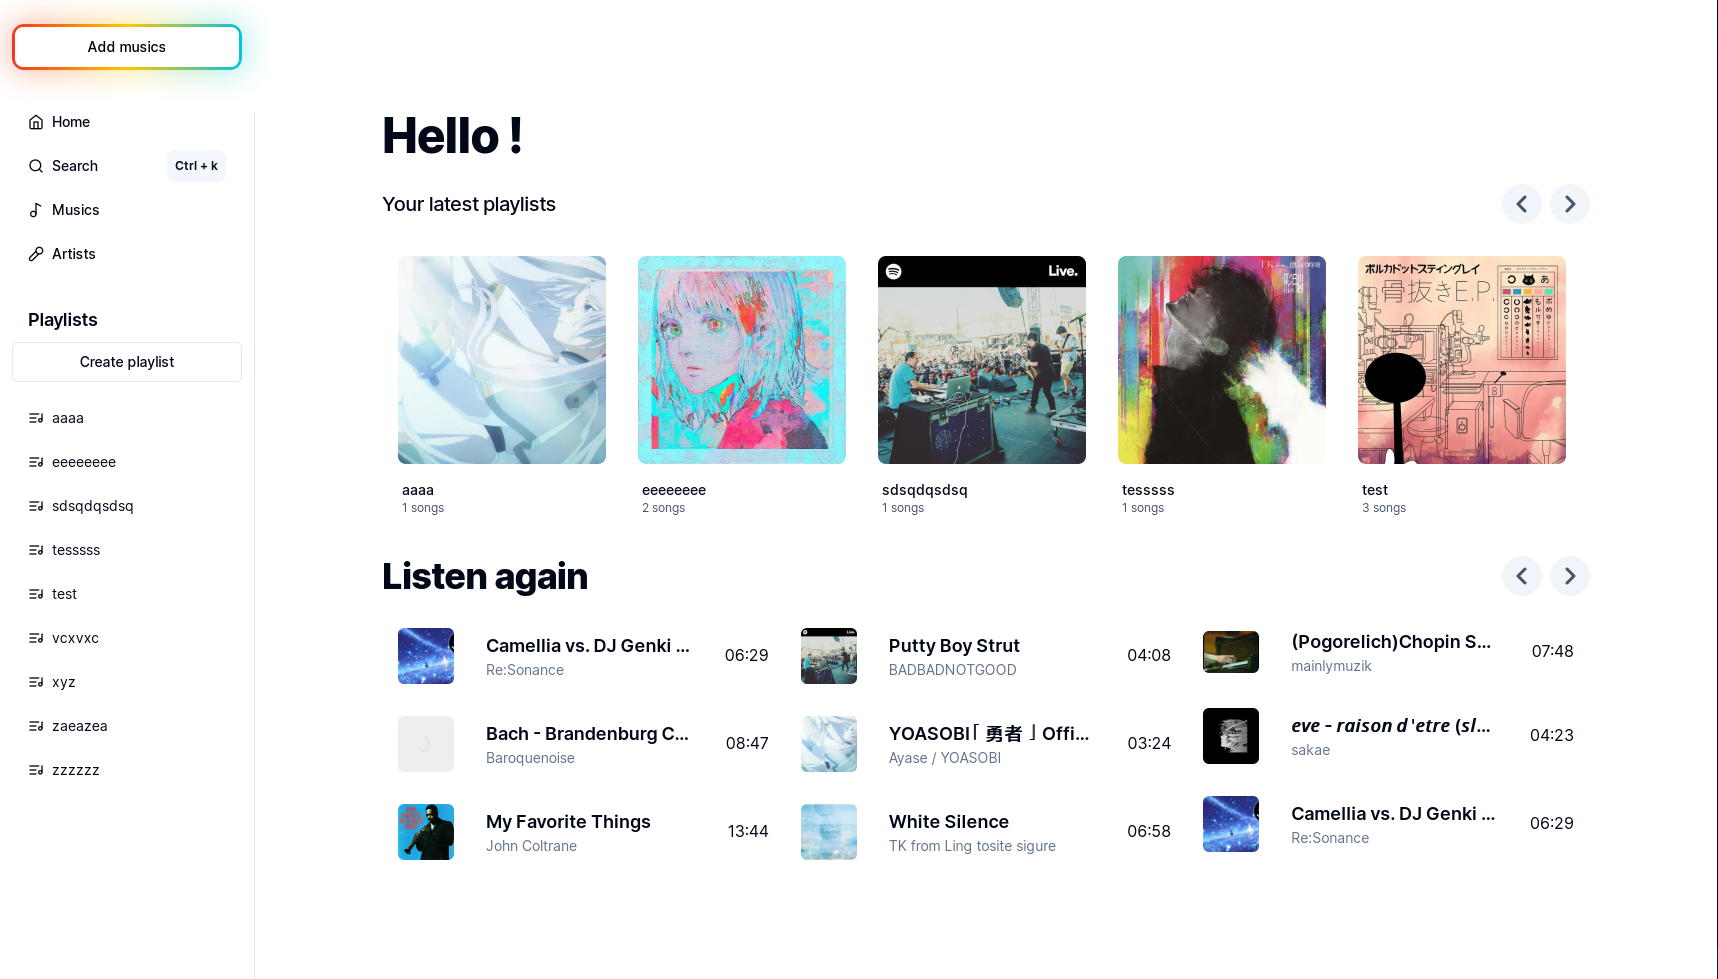 Add musics
Home
Search
Ctrl + k
Musics
Artists
Playlists
Create playlist
aaaa
eeeeeeee
sdsqdqsdsq
tesssss
test
vcxvxc
xyz
zaeazea
zzzzzz
Hello !
Your latest playlists
Live.
TK
ポルカドットスティングレイ
骨抜きE.P.
aaaa
1 songs
eeeeeeee
2 songs
sdsqdqsdsq
1 songs
tesssss
1 songs
test
3 songs
Listen again
Camellia vs. DJ Genki ...
Re:Sonance
06:29
Bach - Brandenburg C...
Baroquenoise
08:47
My Favorite Things
John Coltrane
13:44
Putty Boy Strut
BADBADNOTGOOD
04:08
YOASOBI「 勇者 」Offi...
Ayase / YOASOBI
03:24
White Silence
TK from Ling tosite sigure
06:58
(Pogorelich)Chopin S...
mainlymuzik
07:48
eve - raison d'etre (sl...
sakae
04:23
Camellia vs. DJ Genki ...
Re:Sonance
06:29